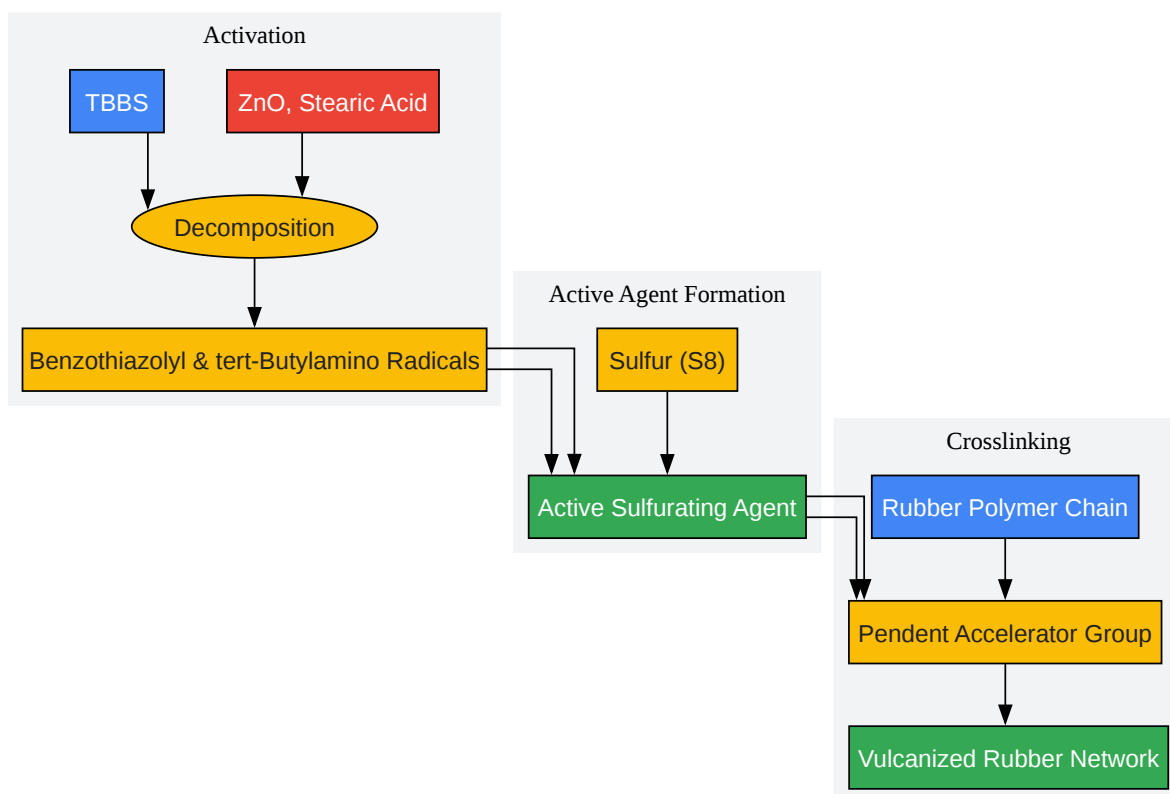 Activation
TBBS
ZnO, Stearic Acid
Decomposition
Benzothiazolyl & tert-Butylamino Radicals
Active Agent Formation
Sulfur (S8)
Active Sulfurating Agent
Crosslinking
Rubber Polymer Chain
Pendent Accelerator Group
Vulcanized Rubber Network